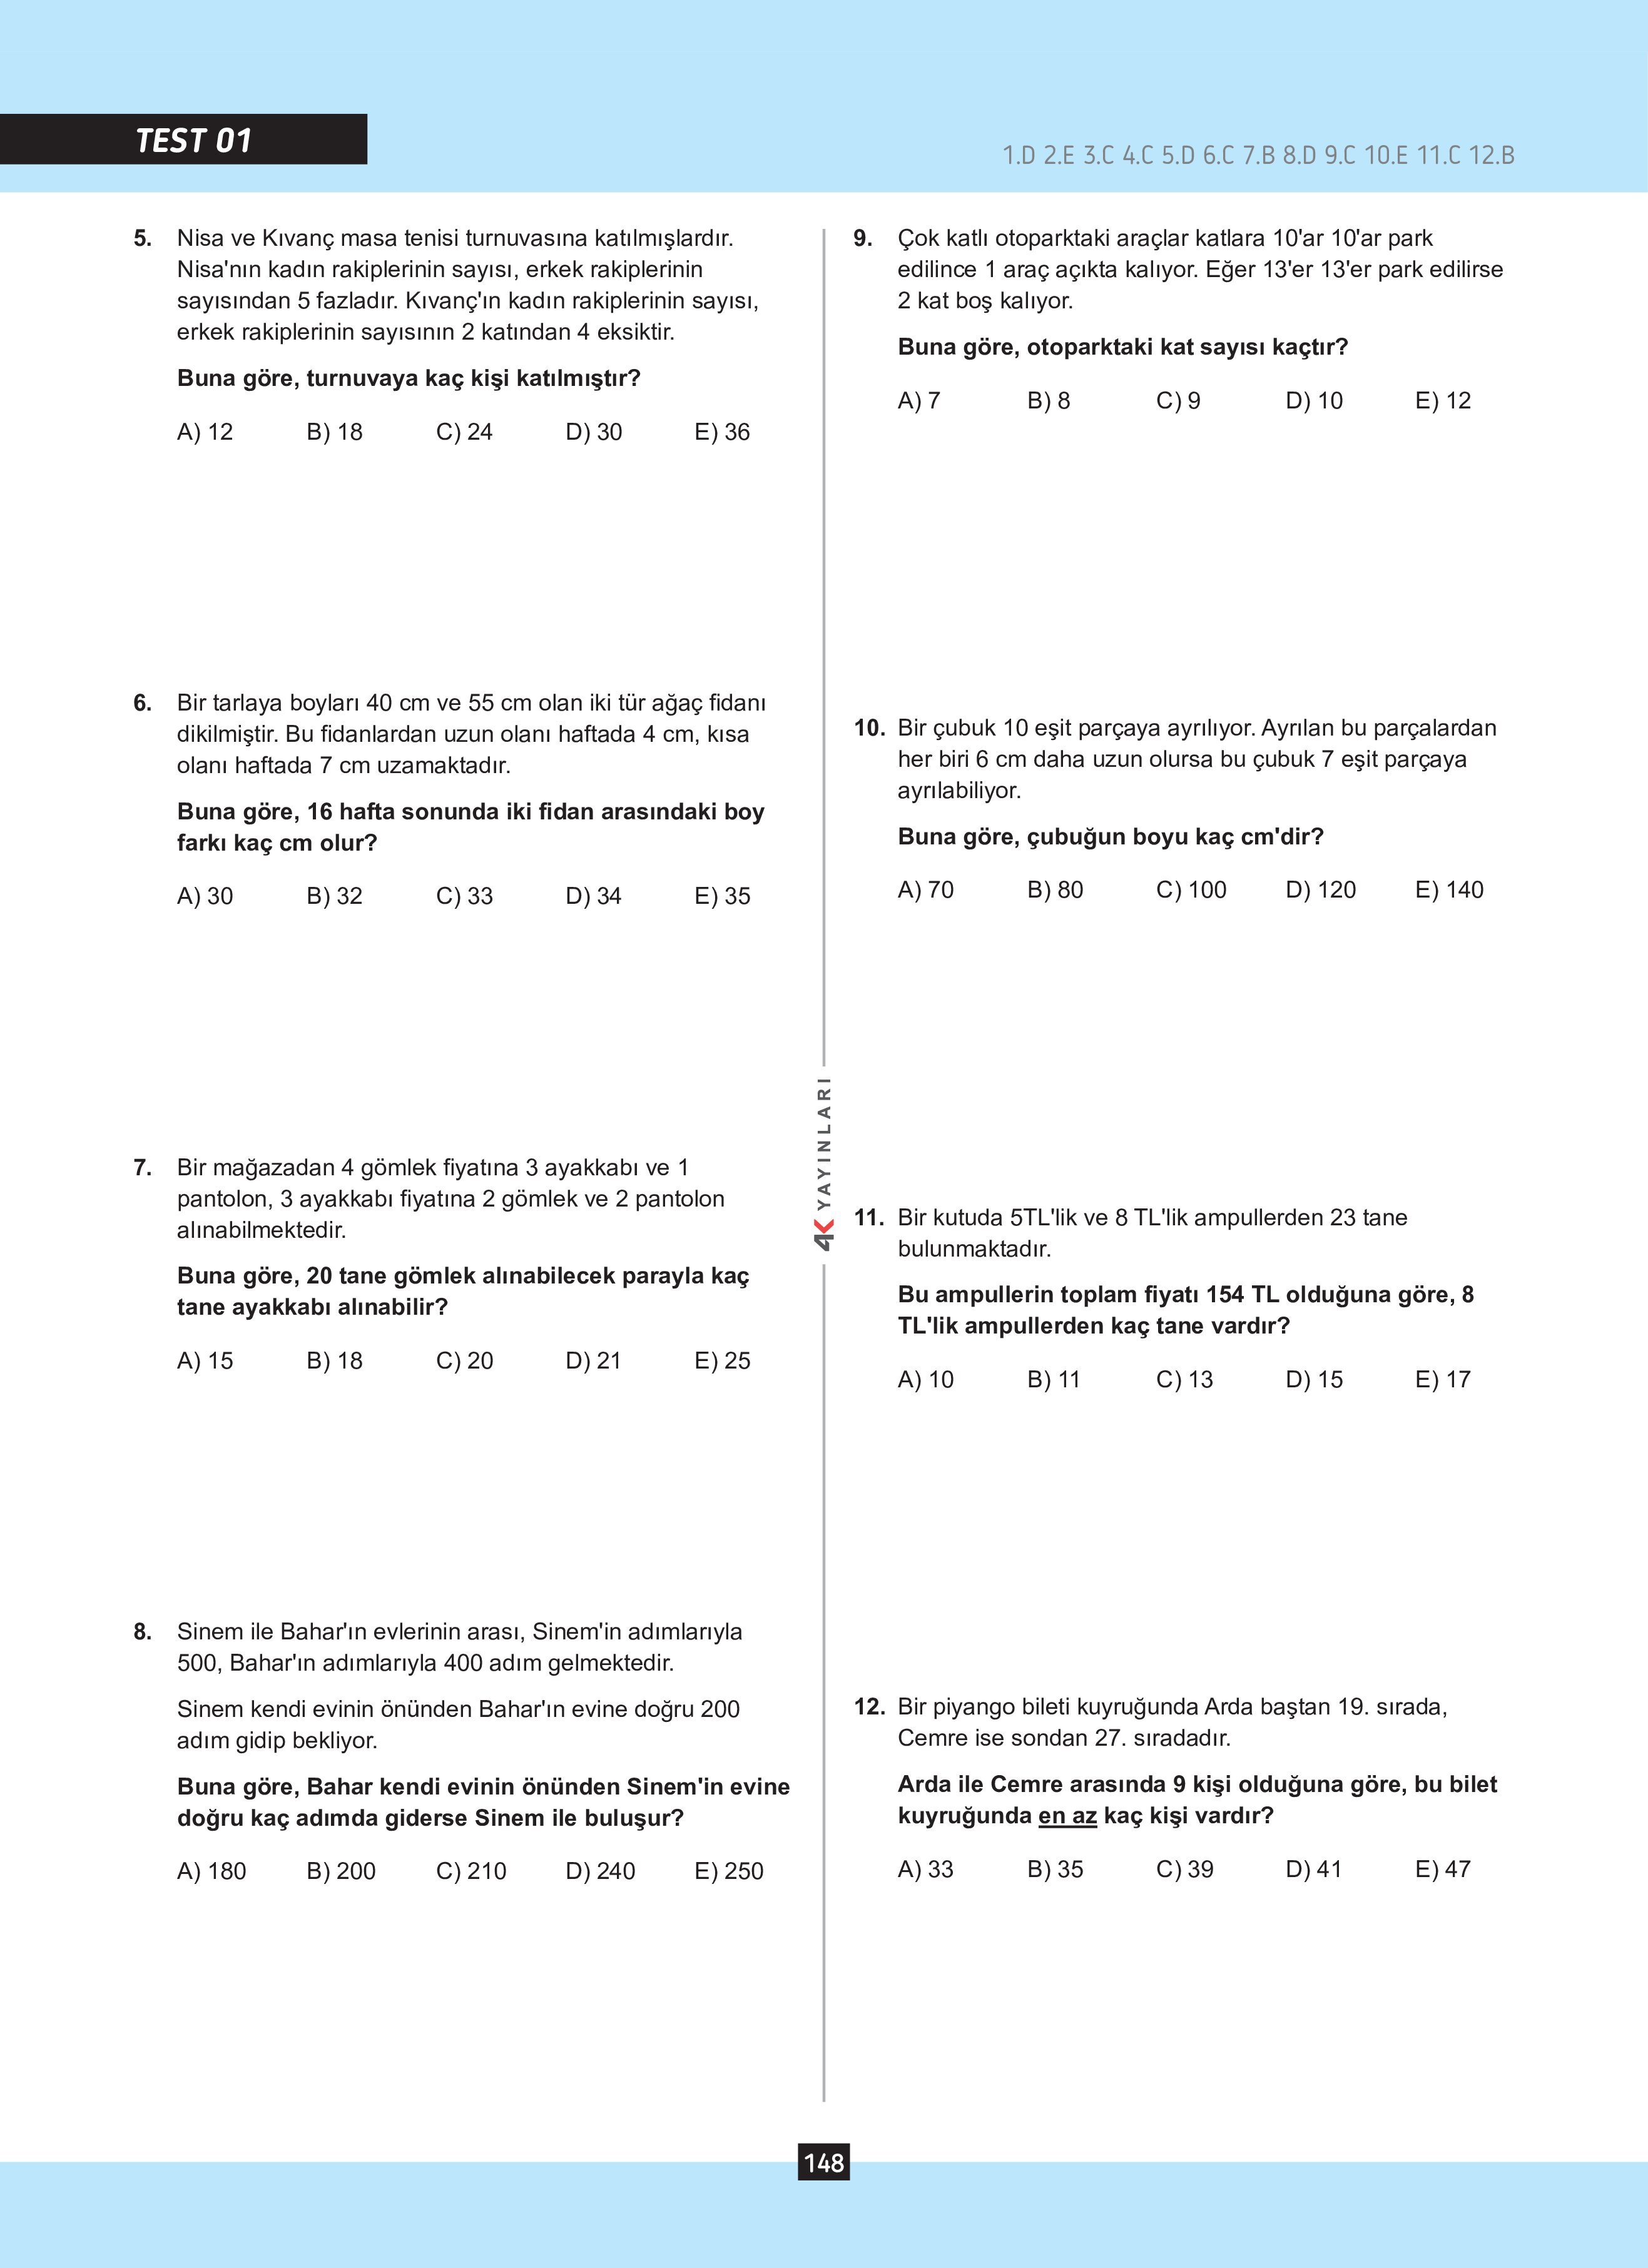 TEST 01
1.D 2.E 3.C 4.C 5.D 6.C 7.B 8.D 9.C 10.E 11.C 12.B
5. Nisa ve Kıvanç masa tenisi turnuvasına katılmışlardır.
Nisa'nın kadın rakiplerinin sayısı, erkek rakiplerinin
sayısından 5 fazladır. Kıvanç'ın kadın rakiplerinin sayısı,
erkek rakiplerinin sayısının 2 katından 4 eksiktir.
Buna göre, turnuvaya kaç kişi katılmıştır?
A) 12 B) 18 C) 24 D) 30 E) 36
6. Bir tarlaya boyları 40 cm ve 55 cm olan iki tür ağaç fidanı
dikilmiştir. Bu fidanlardan uzun olanı haftada 4 cm, kısa
olanı haftada 7 cm uzamaktadır.
Buna göre, 16 hafta sonunda iki fidan arasındaki boy
farkı kaç cm olur?
A) 30 B) 32 C) 33 D) 34 E) 35
7. Bir mağazadan 4 gömlek fiyatına 3 ayakkabı ve 1
pantolon, 3 ayakkabı fiyatına 2 gömlek ve 2 pantolon
alınabilmektedir.
Buna göre, 20 tane gömlek alınabilecek parayla kaç
tane ayakkabı alınabilir?
A) 15 B) 18 C) 20 D) 21 E) 25
8. Sinem ile Bahar'ın evlerinin arası, Sinem'in adımlarıyla
500, Bahar'ın adımlarıyla 400 adım gelmektedir.
Sinem kendi evinin önünden Bahar'ın evine doğru 200
adım gidip bekliyor.
Buna göre, Bahar kendi evinin önünden Sinem'in evine
doğru kaç adımda giderse Sinem ile buluşur?
A) 180 B) 200 C) 210 D) 240 E) 250
4K YAYINLARI
9. Çok katlı otoparktaki araçlar katlara 10'ar 10'ar park
edilince 1 araç açıkta kalıyor. Eğer 13'er 13'er park edilirse
2 kat boş kalıyor.
Buna göre, otoparktaki kat sayısı kaçtır?
A) 7 B) 8 C) 9 D) 10 E) 12
10. Bir çubuk 10 eşit parçaya ayrılıyor. Ayrılan bu parçalardan
her biri 6 cm daha uzun olursa bu çubuk 7 eşit parçaya
ayrılabiliyor.
Buna göre, çubuğun boyu kaç cm'dir?
A) 70 B) 80 C) 100 D) 120 E) 140
11. Bir kutuda 5TL'lik ve 8 TL'lik ampullerden 23 tane
bulunmaktadır.
Bu ampullerin toplam fiyatı 154 TL olduğuna göre, 8
TL'lik ampullerden kaç tane vardır?
A) 10 B) 11 C) 13 D) 15 E) 17
12. Bir piyango bileti kuyruğunda Arda baştan 19. sırada,
Cemre ise sondan 27. sıradadır.
Arda ile Cemre arasında 9 kişi olduğuna göre, bu bilet
kuyruğunda en az kaç kişi vardır?
A) 33 B) 35 C) 39 D) 41 E) 47
148